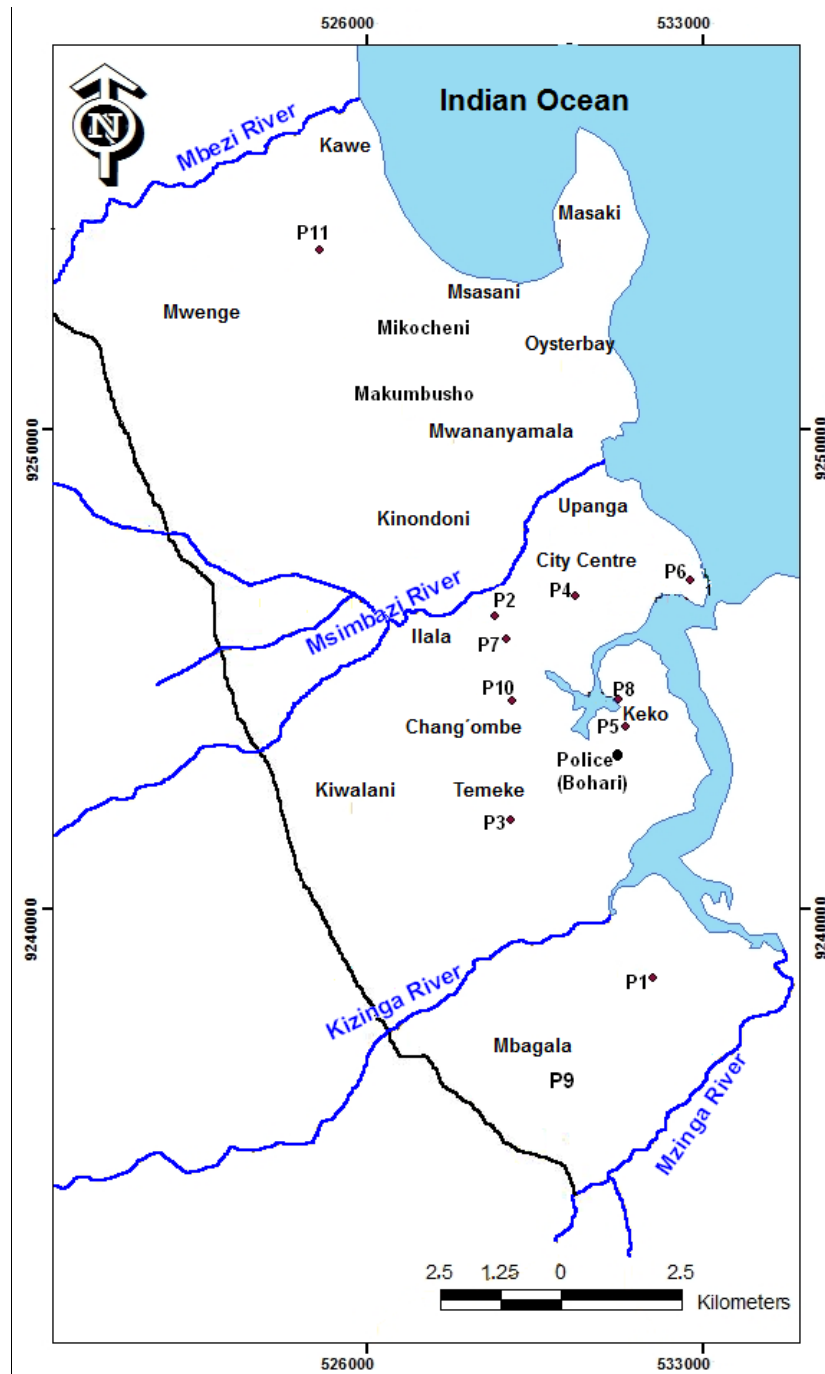 526000
533000
Indian Ocean
N
Mbezi River
Kawe
Masaki
P11
Msasani
Mwenge
Mikocheni
Oysterbay
Makumbusho
9250000
9250000
Mwananyamala
Upanga
Kinondoni
City Centre
P6
P4
Msimbazi River
P2
Ilala
P7
P10
P8
Keko
Chang´ombe
P5
Police
(Bohari)
Kiwalani
Temeke
P3
9240000
9240000
Kizinga River
P1
Mbagala
P9
Mzinga River
2.5 1.25 0 2.5
Kilometers
526000
533000